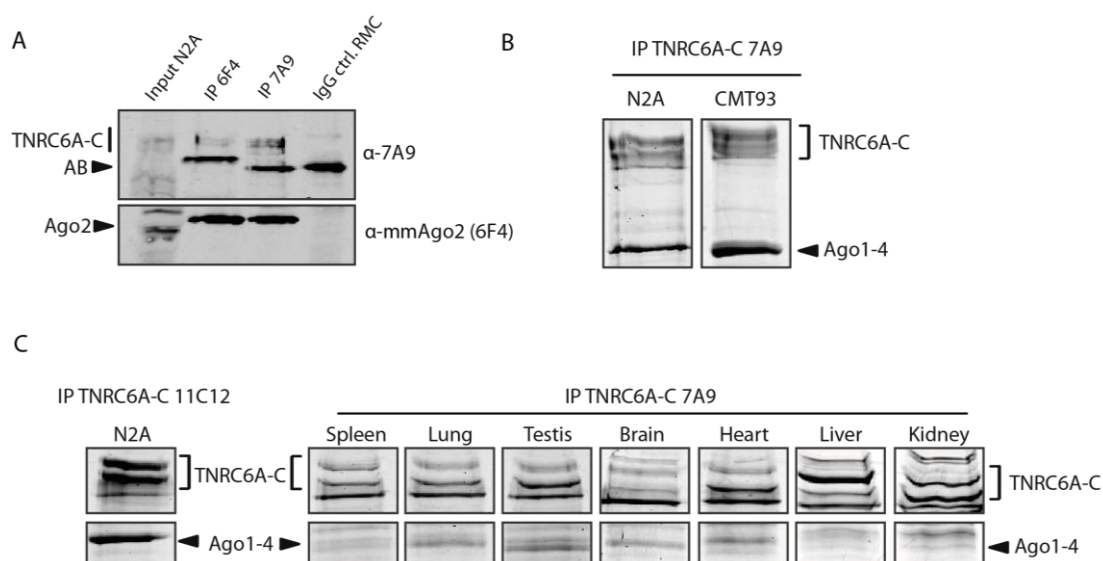 A
Input N2A
IP 6F4
IP 7A9
IgG ctrl. RMC
TNRC6A-C
AB
α-7A9
Ago2
α-mmAgo2 (6F4)
B
IP TNRC6A-C 7A9
N2A CMT93
TNRC6A-C
Ago1-4
C
IP TNRC6A-C 11C12 IP TNRC6A-C 7A9
N2A Spleen Lung Testis Brain Heart Liver Kidney
TNRC6A-C TNRC6A-C
Ago1-4 Ago1-4